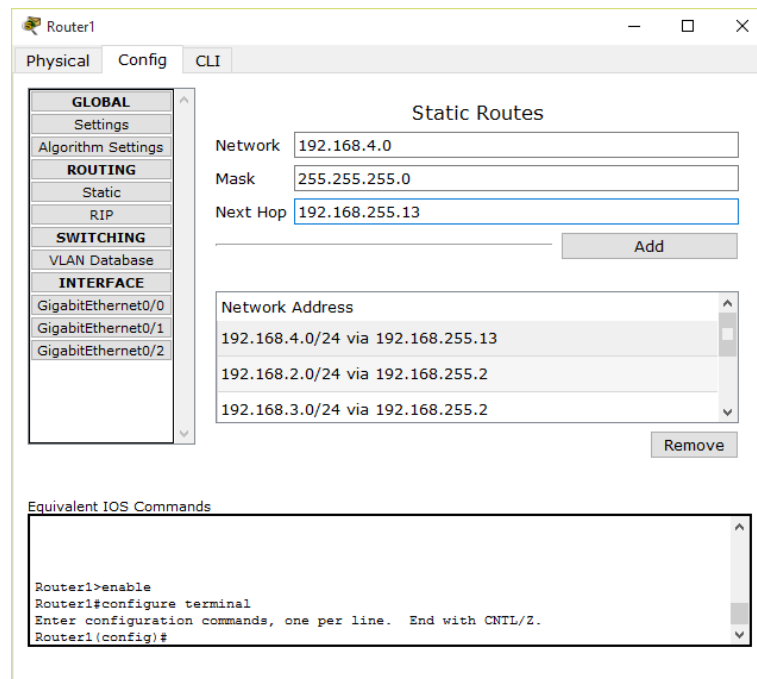 Router1
Physical Config CLI
GLOBAL
Settings
Algorithm Settings
ROUTING
Static
RIP
SWITCHING
VLAN Database
INTERFACE
GigabitEthernet0/0
GigabitEthernet0/1
GigabitEthernet0/2
Static Routes
Network 192.168.4.0
Mask 255.255.255.0
Next Hop 192.168.255.13
Add
Network Address
192.168.4.0/24 via 192.168.255.13
192.168.2.0/24 via 192.168.255.2
192.168.3.0/24 via 192.168.255.2
Remove
Equivalent IOS Commands
Router1>enable
Router1#configure terminal
Enter configuration commands, one per line.  End with CNTL/Z.
Router1(config)#